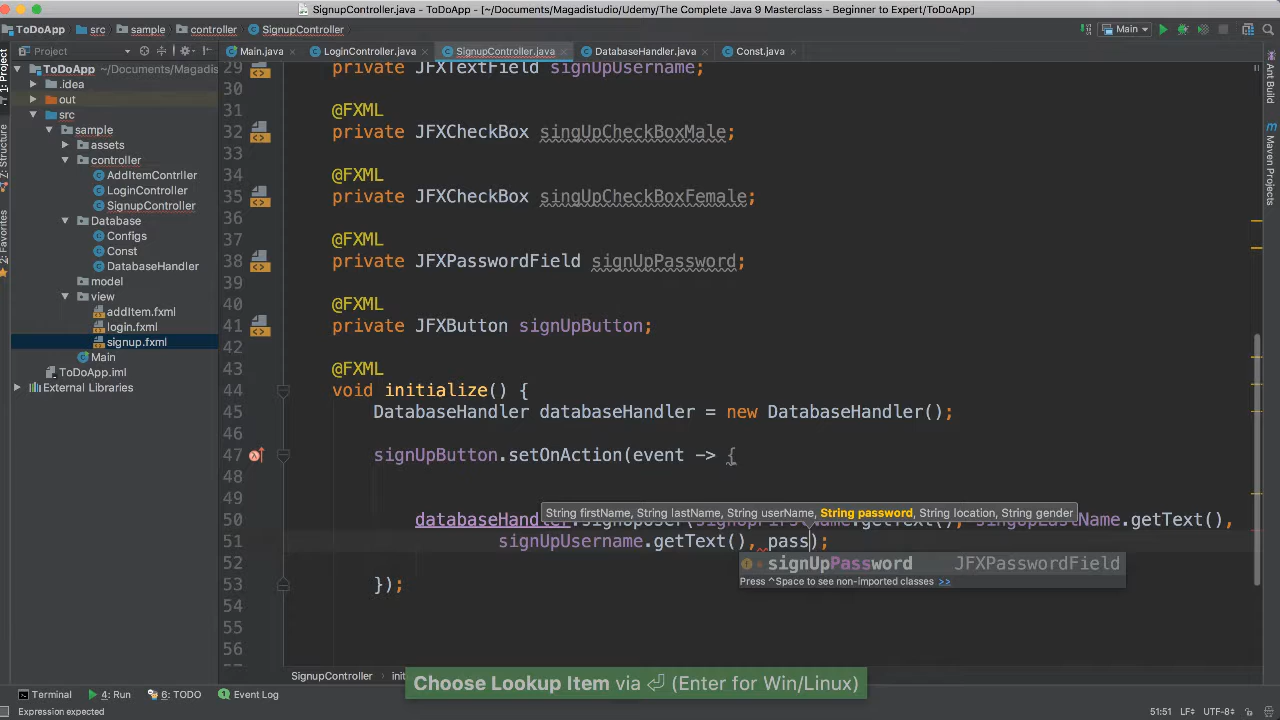 SignupController.java - ToDoApp - [~/Documents/Magadistudio/Udemy/The Complete Java 9 Masterclass - Beginner to Expert/ToDoApp]
ToDoApp src sample controller SignupController Main
Project Main.java LoginController.java SignupController.java DatabaseHandler.java Const.java
ToDoApp ~/Documents/Magadis
.idea
out
src
sample
assets
controller
AddItemContrller
LoginController
SignupController
Database
Configs
Const
DatabaseHandler
model
view
addItem.fxml
login.fxml
signup.fxml
Main
ToDoApp.iml
External Libraries
1: Project
7: Structure
2: Favorites
Ant Build
Maven Projects
29 private JFXTextField signUpUsername;
30
31 @FXML
32 private JFXCheckBox singUpCheckBoxMale;
33
34 @FXML
35 private JFXCheckBox singUpCheckBoxFemale;
36
37 @FXML
38 private JFXPasswordField signUpPassword;
39
40 @FXML
41 private JFXButton signUpButton;
42
43 @FXML
44 void initialize() {
45 DatabaseHandler databaseHandler = new DatabaseHandler();
46
47 signUpButton.setOnAction(event -> {
48
49
String firstName, String lastName, String userName, String password, String location, String gender
50 .getText(),
51 signUpUsername.getText(), pass);
signUpPassword JFXPasswordField
52
Press ^Space to see non-imported classes >>
53 });
54
55
56
57
SignupController
Choose Lookup Item via ⏎ (Enter for Win/Linux)
Terminal 4: Run 6: TODO Event Log
Expression expected 51:51 LF UTF-8